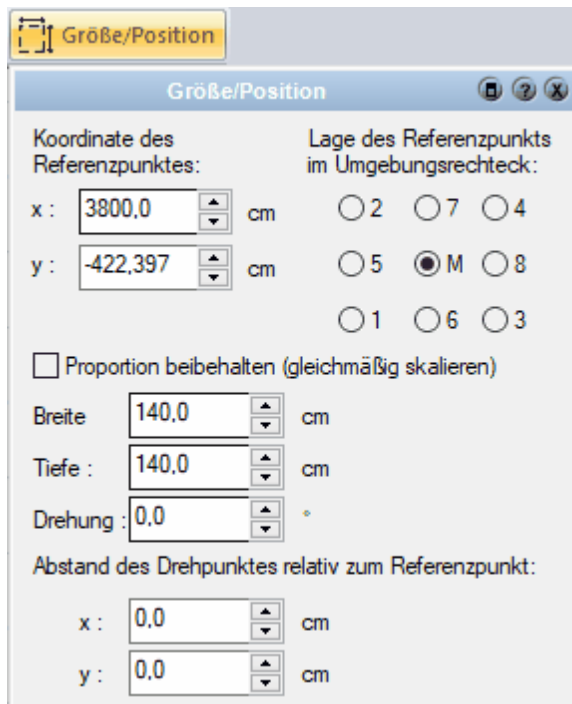 Größe/Position
Größe/Position
Koordinate des
Referenzpunktes:
Lage des Referenzpunkts
im Umgebungsrechteck:
x : 3800,0 cm
2 7 4
y : -422,397 cm
5 M 8
1 6 3
Proportion beibehalten (gleichmäßig skalieren)
Breite 140,0 cm
Tiefe : 140,0 cm
Drehung : 0,0 °
Abstand des Drehpunktes relativ zum Referenzpunkt:
x : 0,0 cm
y : 0,0 cm